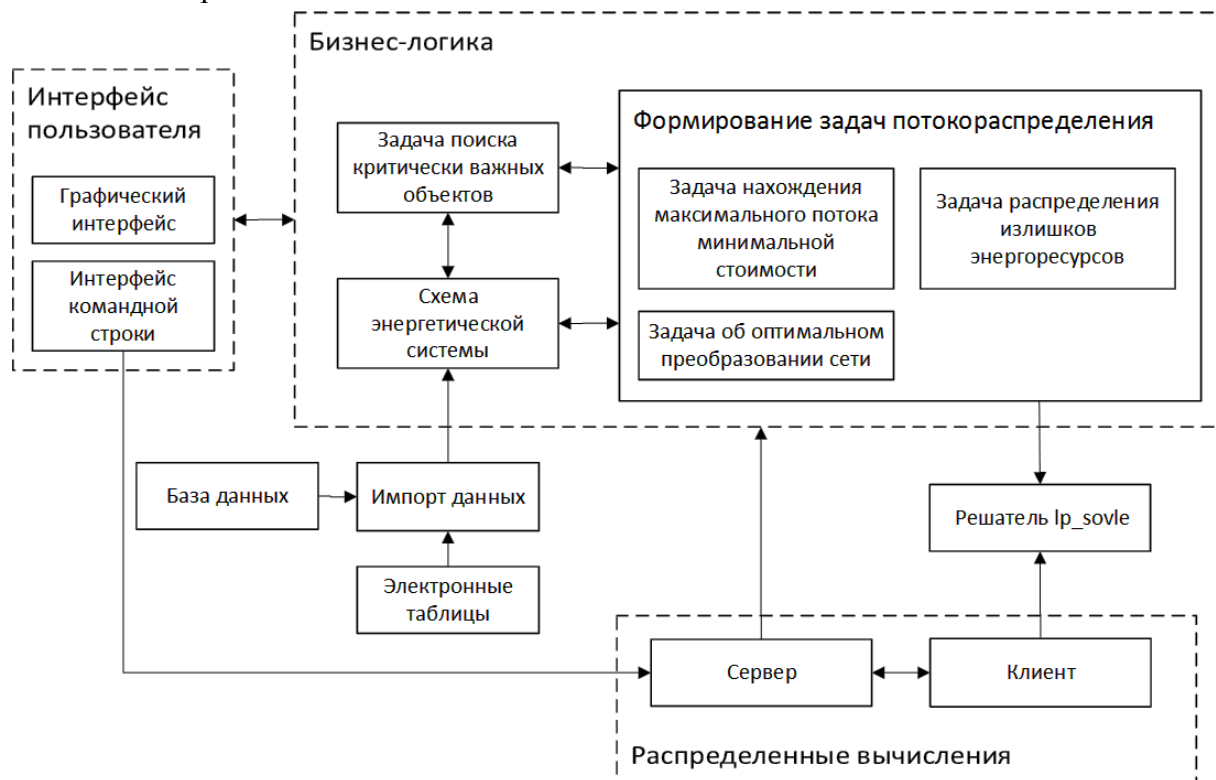 Бизнес-логика
Интерфейс
пользователя
Графический
интерфейс
Интерфейс
командной
строки
Задача поиска
критически важных
объектов
Схема
энергетической
системы
Формирование задач потокораспределения
Задача нахождения
максимального потока
минимальной
стоимости
Задача распределения
излишков
энергоресурсов
Задача об оптимальном
преобразовании сети
База данных
Импорт данных
Электронные
таблицы
Решатель lp_sovle
Сервер
Клиент
Распределенные вычисления